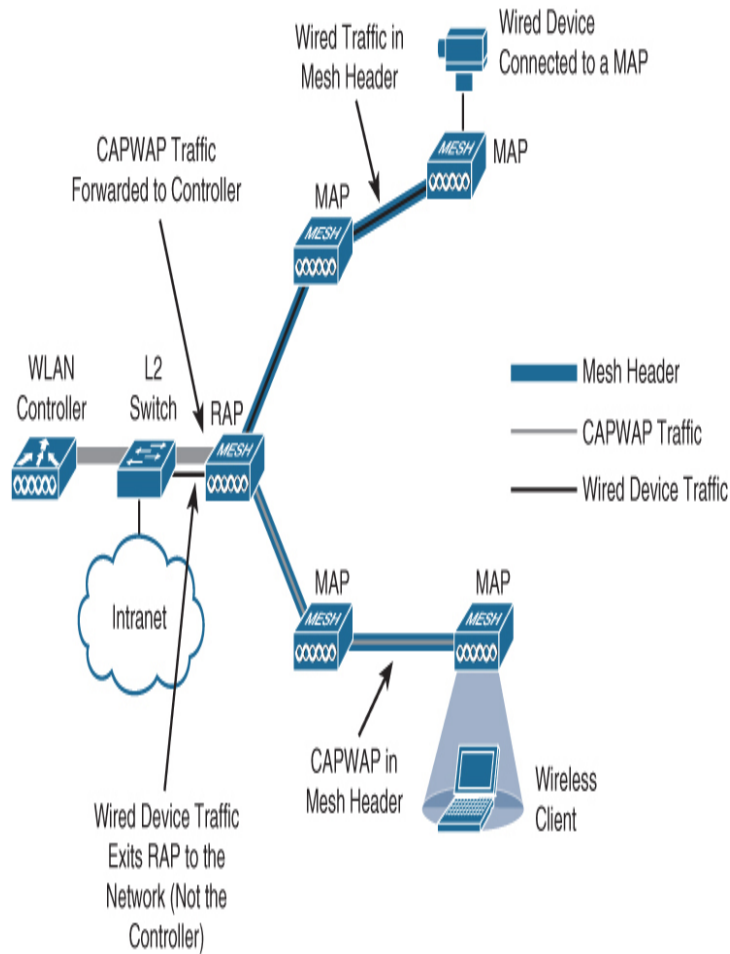 Wired Traffic in
Mesh Header
Wired Device
Connected to a MAP
CAPWAP Traffic
Forwarded to Controller
MESH
MAP
MAP
MESH
WLAN
Controller
L2
Switch
RAP
MESH
Mesh Header
CAPWAP Traffic
Wired Device Traffic
Intranet
MAP
MESH
MAP
MESH
CAPWAP in
Mesh Header
Wireless
Client
Wired Device Traffic
Exits RAP to the
Network (Not the
Controller)